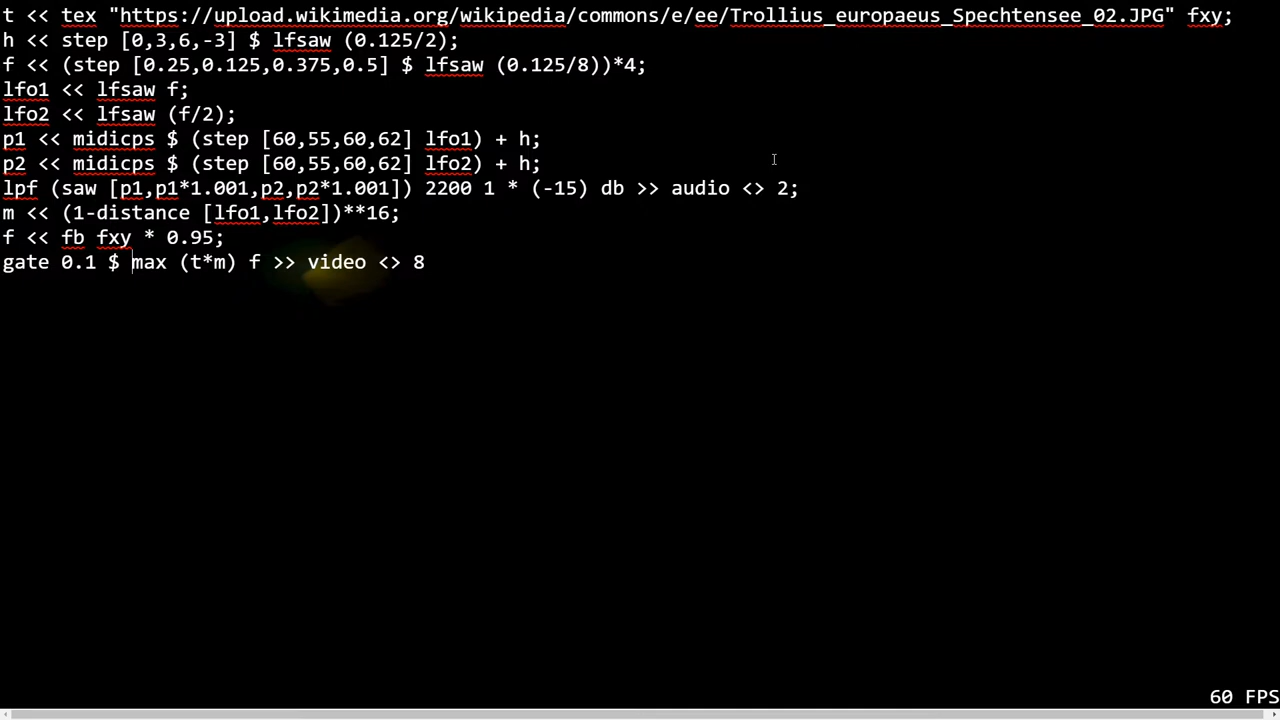 t << tex "https://upload.wikimedia.org/wikipedia/commons/e/ee/Trollius_europaeus_Spechtensee_02.JPG" fxy;
h << step [0,3,6,-3] $ lfsaw (0.125/2);
f << (step [0.25,0.125,0.375,0.5] $ lfsaw (0.125/8))*4;
lfo1 << lfsaw f;
lfo2 << lfsaw (f/2);
p1 << midicps $ (step [60,55,60,62] lfo1) + h;
p2 << midicps $ (step [60,55,60,62] lfo2) + h;
lpf (saw [p1,p1*1.001,p2,p2*1.001]) 2200 1 * (-15) db >> audio <> 2;
m << (1-distance [lfo1,lfo2])**16;
f << fb fxy * 0.95;
gate 0.1 $ max (t*m) f >> video <> 8
60 FPS